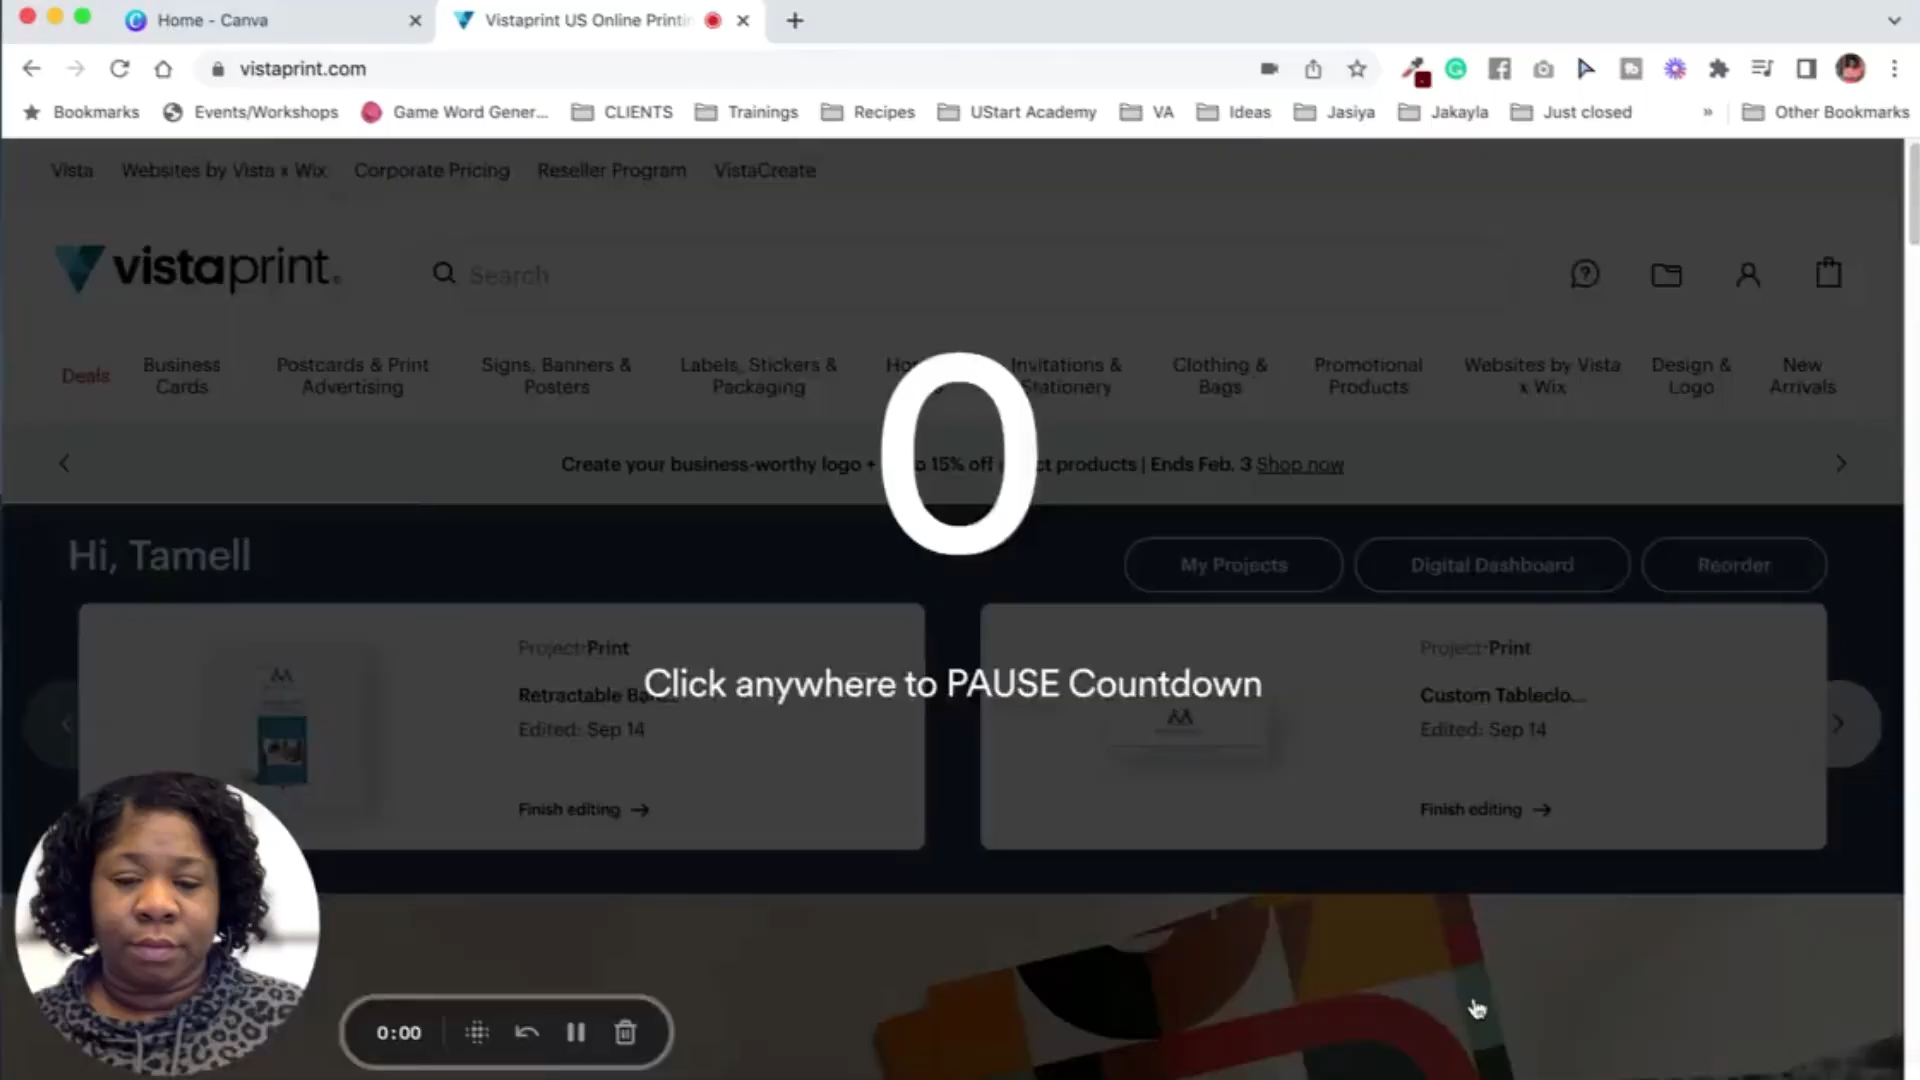 Home - Canva
Vistaprint US Online Printin
vistaprint.com
Bookmarks
Events/Workshops
Game Word Gener...
CLIENTS
Trainings
Recipes
UStart Academy
VA
Ideas
Jasiya
Jakayla
Just closed
»
Other Bookmarks
Vista
Websites by Vista x Wix
Corporate Pricing
Reseller Program
VistaCreate
vistaprint.
Search
Deals
Business
Cards
Postcards & Print
Advertising
Signs, Banners &
Posters
Labels, Stickers &
Packaging
Invitations &
Stationery
Clothing &
Bags
Promotional
Products
Websites by Vista
x Wix
Design &
Logo
New
Arrivals
0
Create your business-worthy logo + 15% off products | Ends Feb. 3 Shop now
Hi, Tamell
My Projects
Digital Dashboard
Reorder
Project: Print
Retractable
Edited: Sep 14
Finish editing →
Project: Print
Custom Tableclo...
Edited: Sep 14
Finish editing →
Click anywhere to PAUSE Countdown
0:00